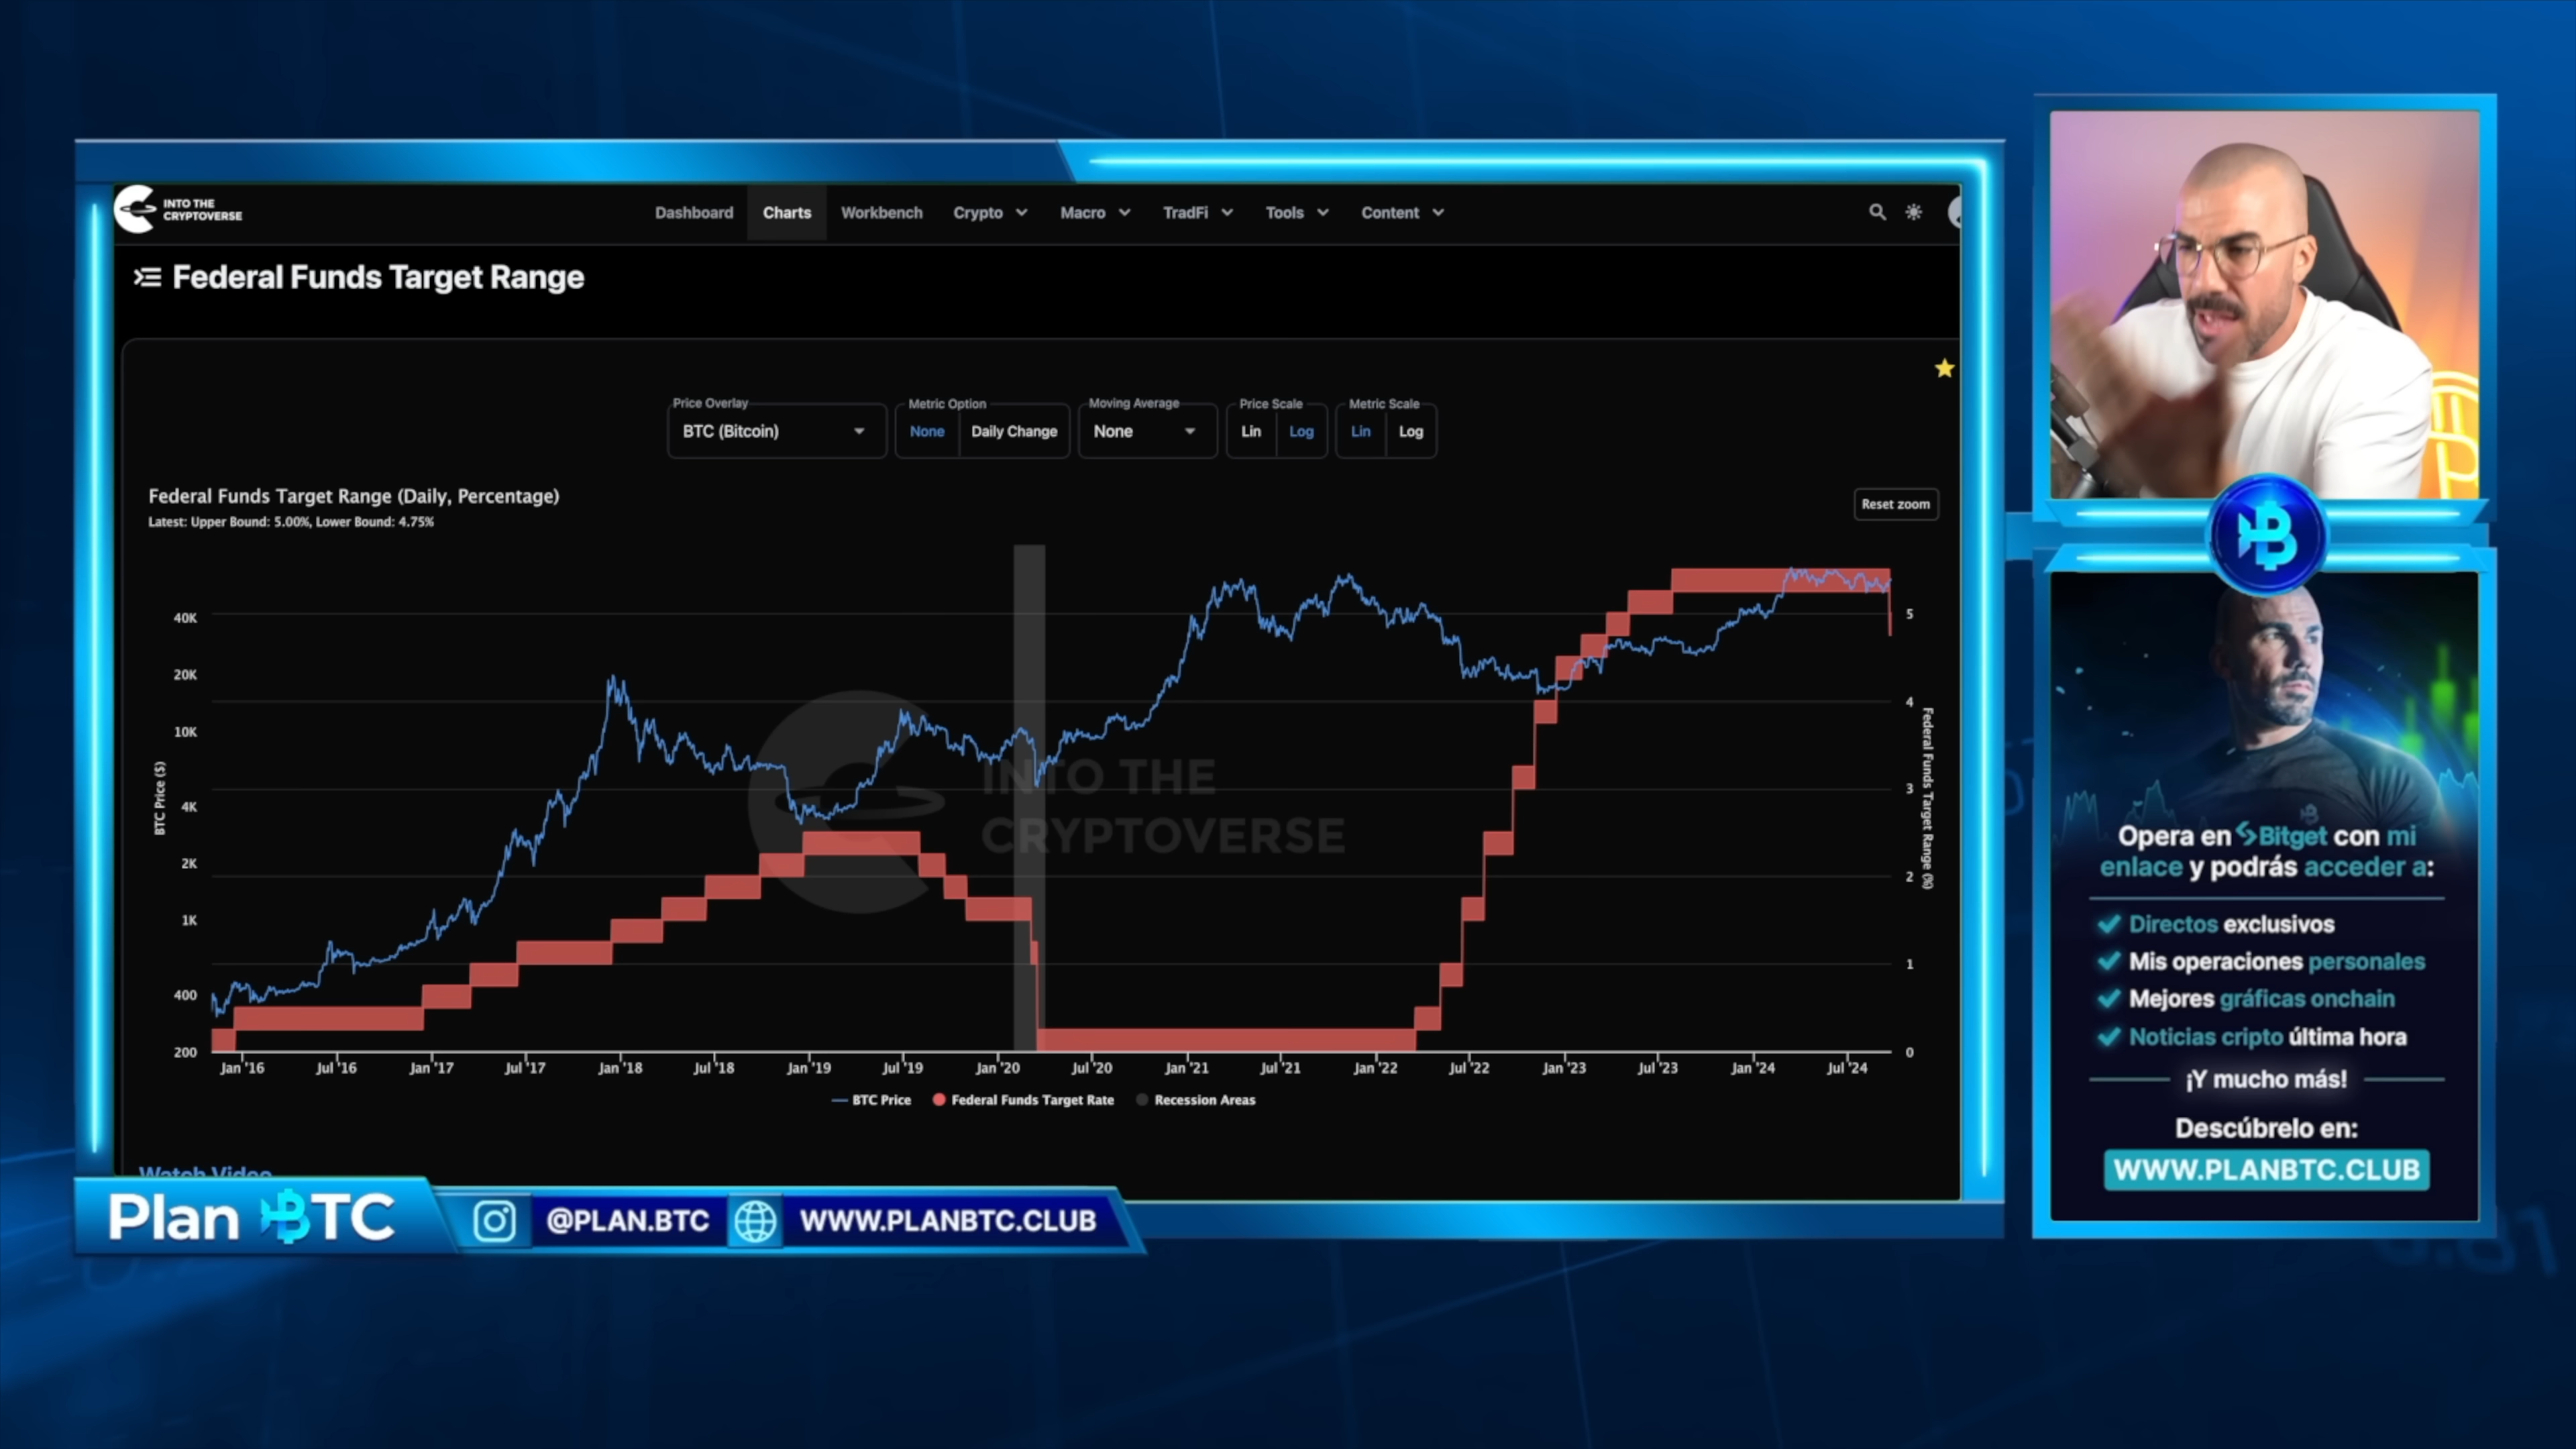 INTO THE
CRYPTOVERSE
Dashboard Charts Workbench Crypto Macro TradFi Tools Content
Federal Funds Target Range
Price Overlay Metric Option Moving Average Price Scale Metric Scale
BTC (Bitcoin) None Daily Change None Lin Log Lin Log
Federal Funds Target Range (Daily, Percentage)
Latest: Upper Bound: 5.00%, Lower Bound: 4.75%
Reset zoom
40K
20K
10K
4K
2K
1K
400
200
BTC Price ($)
INTO THE
CRYPTOVERSE
5
4
3
2
1
0
Federal Funds Target Range (%)
Jan '16 Jul '16 Jan '17 Jul '17 Jan '18 Jul '18 Jan '19 Jul '19 Jan '20 Jul '20 Jan '21 Jul '21 Jan '22 Jul '22 Jan '23 Jul '23 Jan '24 Jul '24
BTC Price Federal Funds Target Rate Recession Areas
Watch Video
Plan BTC @PLAN.BTC WWW.PLANBTC.CLUB
Opera en Bitget con mi
enlace y podrás acceder a:
Directos exclusivos
Mis operaciones personales
Mejores gráficas onchain
Noticias cripto última hora
¡Y mucho más!
Descúbrelo en:
WWW.PLANBTC.CLUB